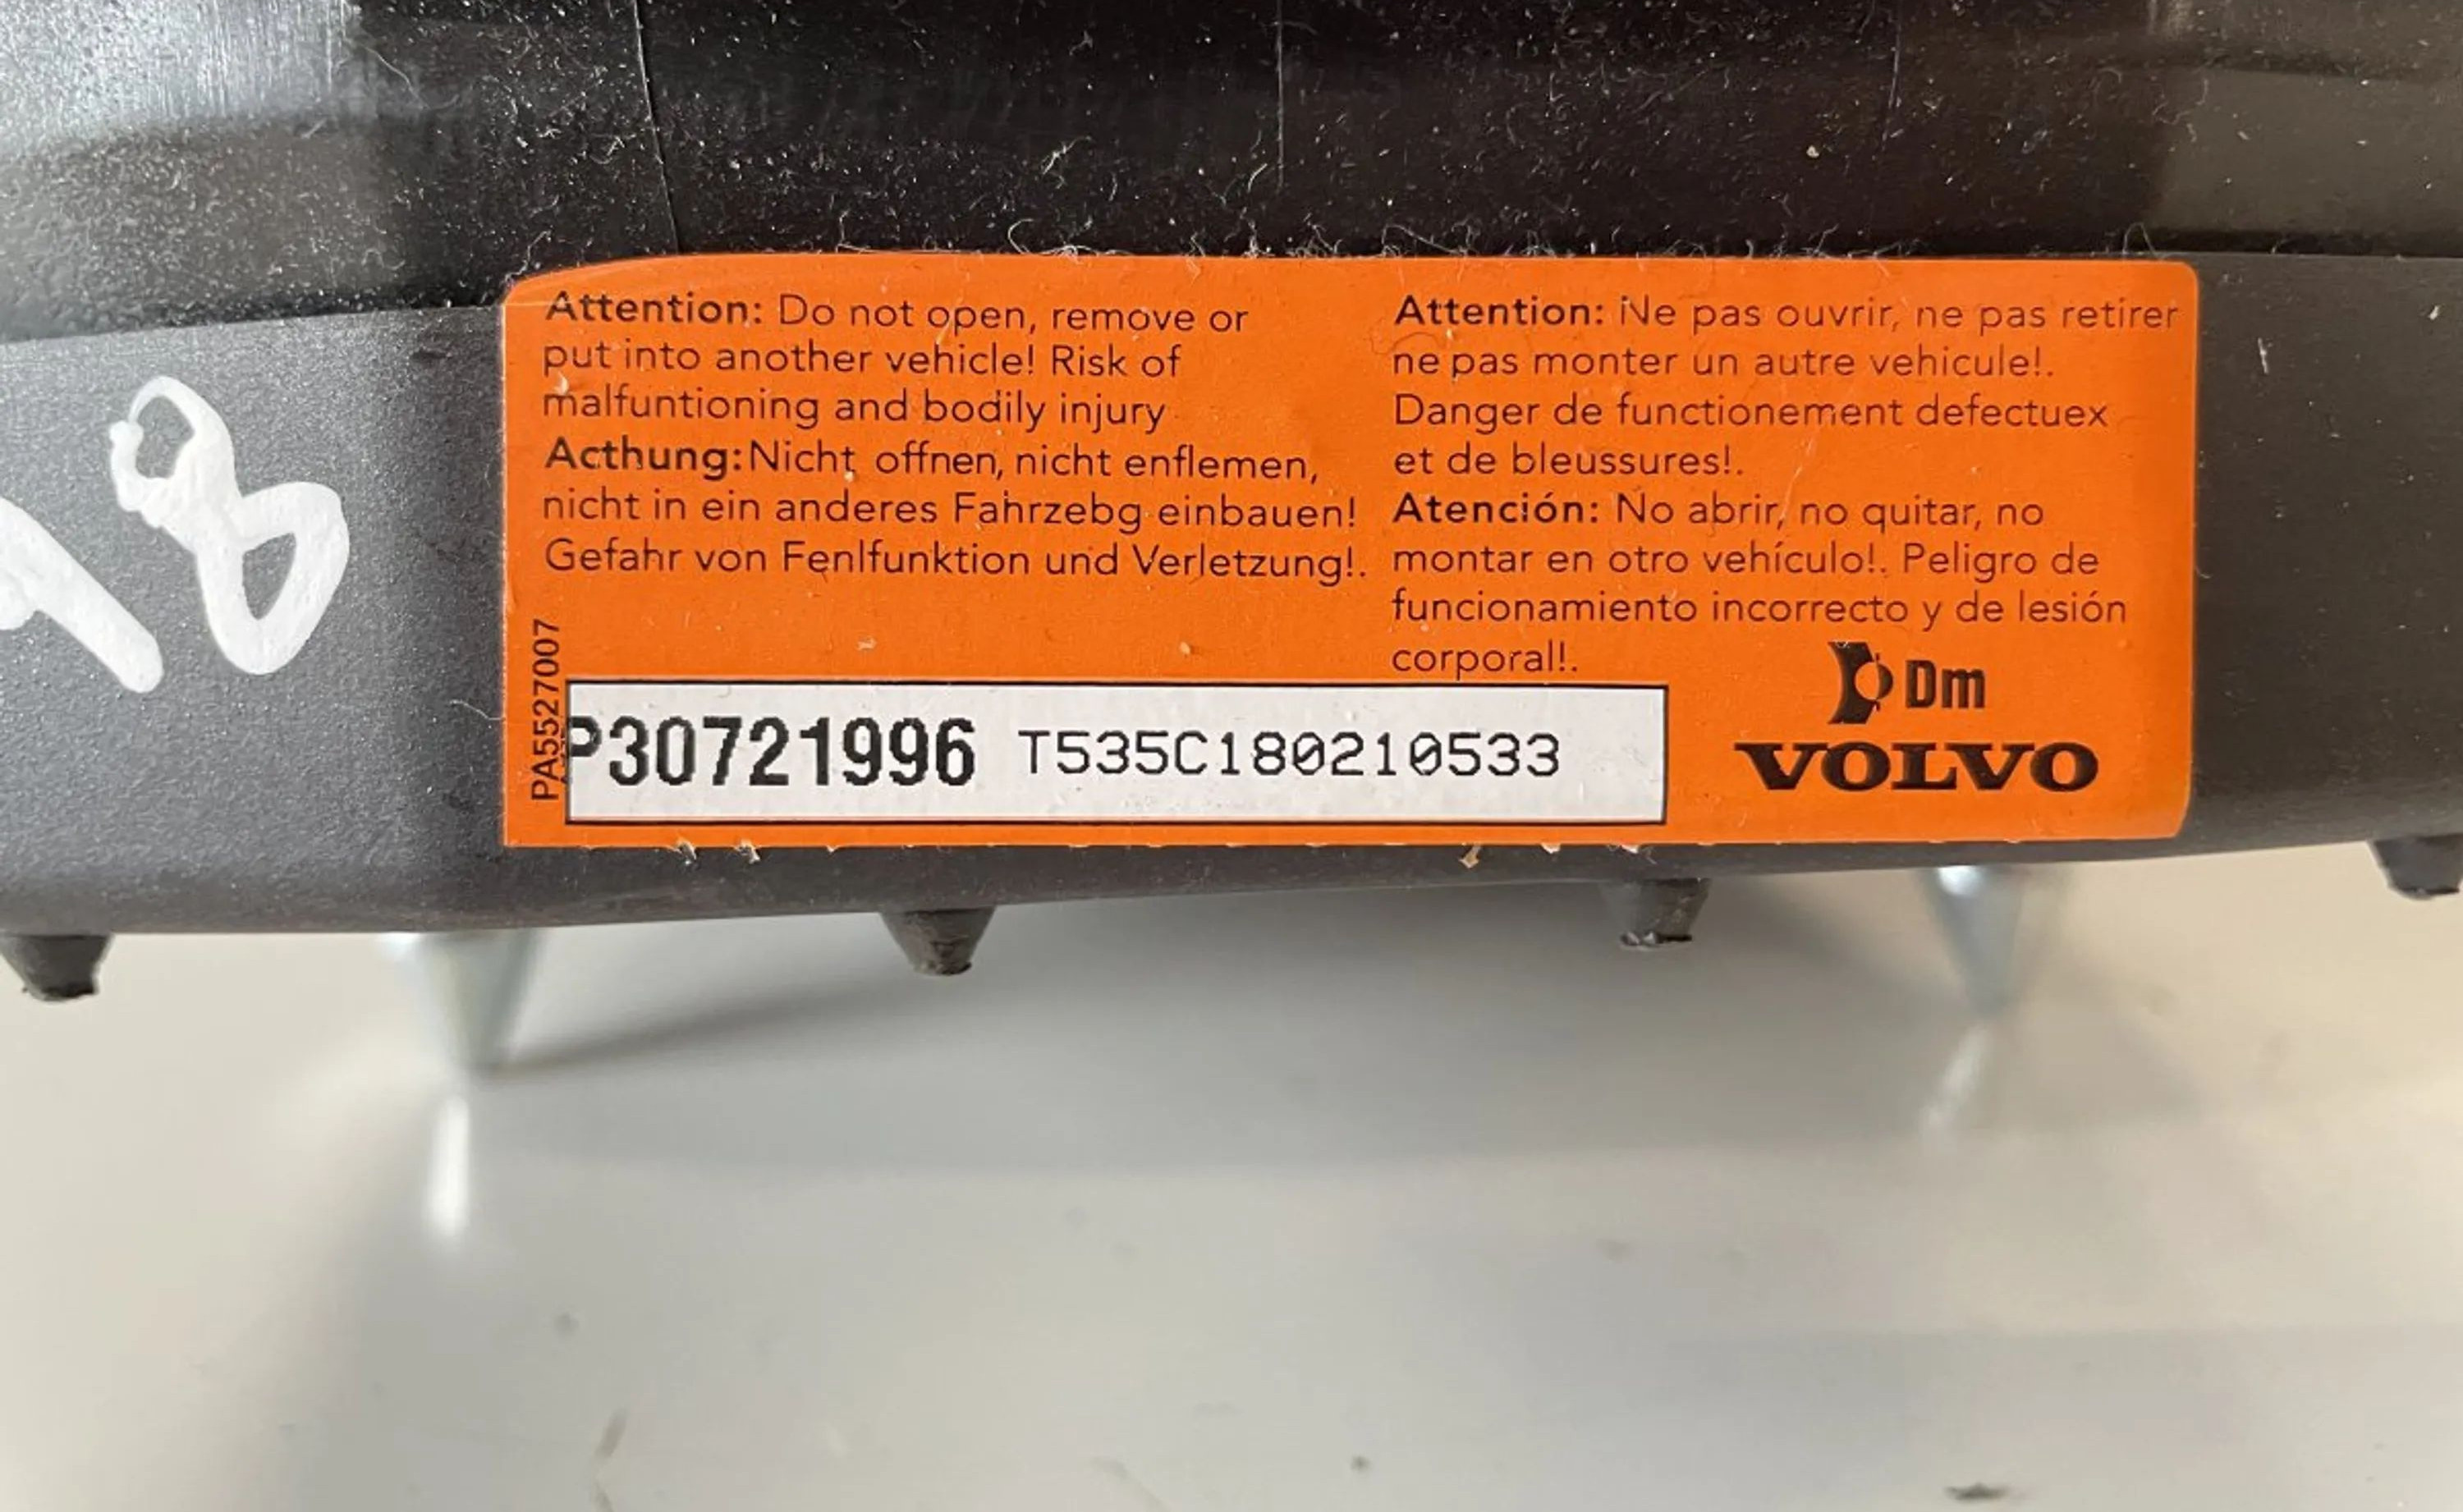 Attention: Do not open, remove or
put into another vehicle! Risk of
malfuntioning and bodily injury
Acthung: Nicht offnen, nicht enflemen,
nicht in ein anderes Fahrzebg einbauen!
Gefahr von Fenlfunktion und Verletzung!.
Attention: Ne pas ouvrir, ne pas retirer
ne pas monter un autre vehicule!.
Danger de functionement defectuex
et de bleussures!.
Atención: No abrir, no quitar, no
montar en otro vehículo!. Peligro de
funcionamiento incorrecto y de lesión
corporal!.
PA5527007
P30721996 T535C180210533
Dm
VOLVO